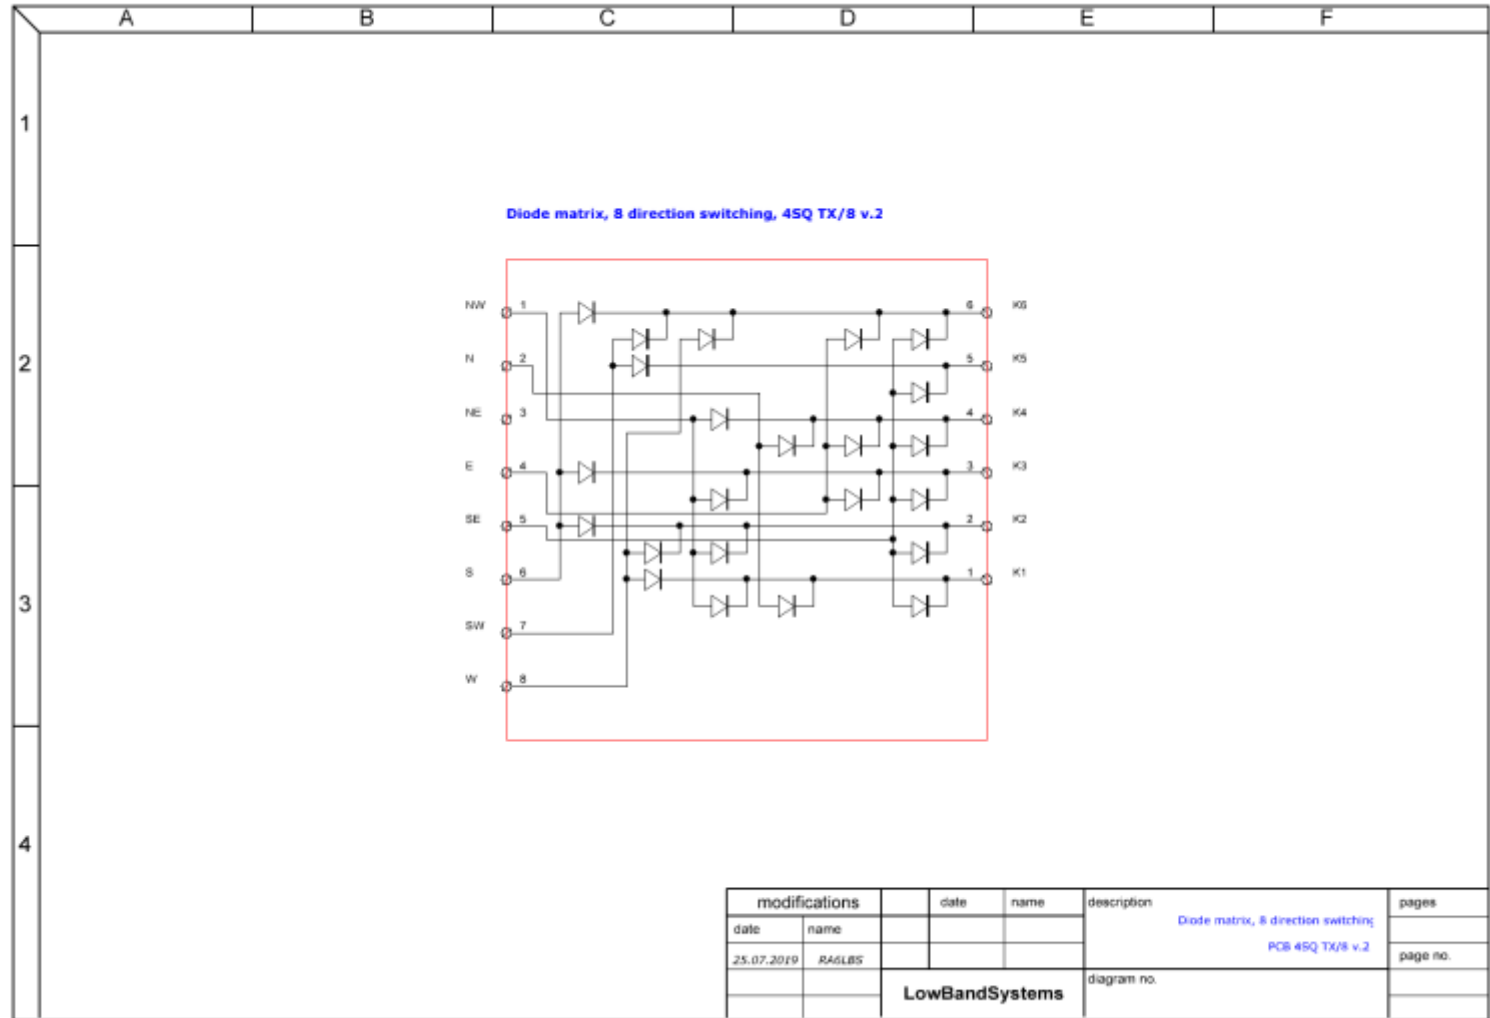 A B C D E F
1
Diode matrix, 8 direction switching, 4SQ TX/8 v.2
NW 1 6 K6
2
N 2 5 K5
NE 3 4 K4
E 4 3 K3
SE 5 2 K2
S 6 1 K1
3
SW 7
W 8
4
modifications date name description pages
date name Diode matrix, 8 direction switching
PCB 4SQ TX/8 v.2
25.07.2019 RA6LBS page no.
LowBandSystems diagram no.